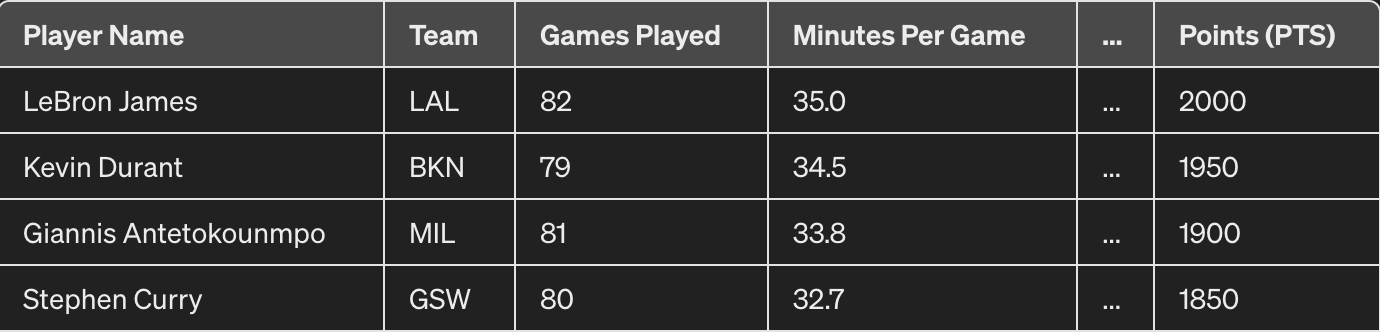 Player Name Team Games Played Minutes Per Game ... Points (PTS)
LeBron James LAL 82 35.0 ... 2000
Kevin Durant BKN 79 34.5 ... 1950
Giannis Antetokounmpo MIL 81 33.8 ... 1900
Stephen Curry GSW 80 32.7 ... 1850